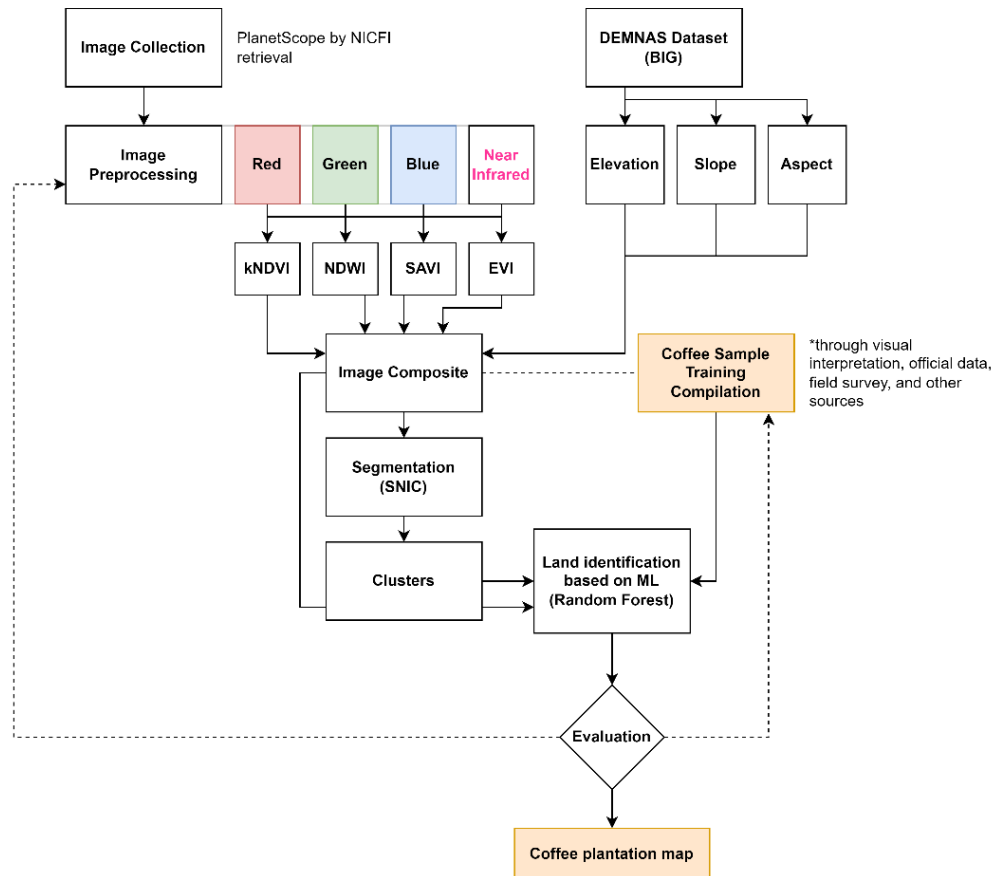 Image Collection
PlanetScope by NICFI
retrieval
DEMNAS Dataset
(BIG)
Image
Preprocessing
Red
Green
Blue
Near
Infrared
Elevation
Slope
Aspect
kNDVI
NDWI
SAVI
EVI
Image Composite
Coffee Sample
Training
Compilation
*through visual
interpretation, official data,
field survey, and other
sources
Segmentation
(SNIC)
Clusters
Land identification
based on ML
(Random Forest)
Evaluation
Coffee plantation map